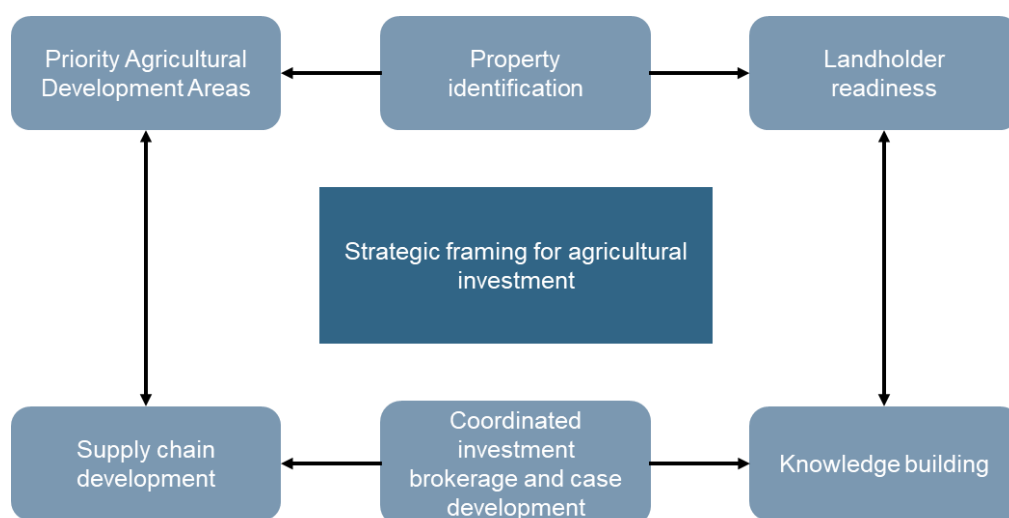 Priority Agricultural
Development Areas
Property
identification
Landholder
readiness
Strategic framing for agricultural
investment
Supply chain
development
Coordinated
investment
brokerage and case
development
Knowledge building